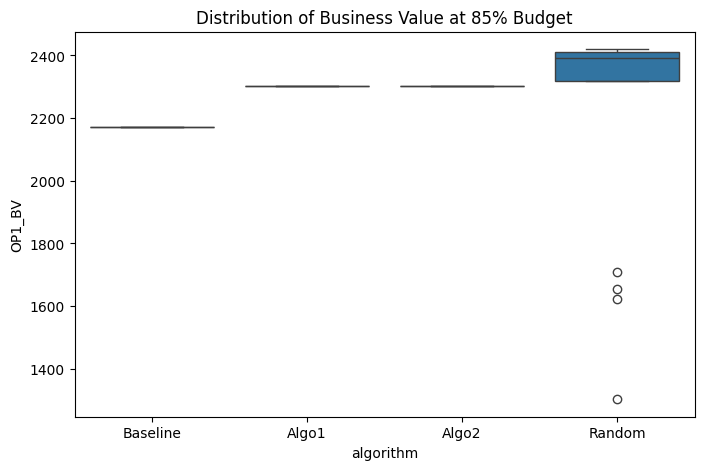 Distribution of Business Value at 85% Budget
OP1_BV
2400
2200
2000
1800
1600
1400
Baseline
Algo1
Algo2
Random
algorithm